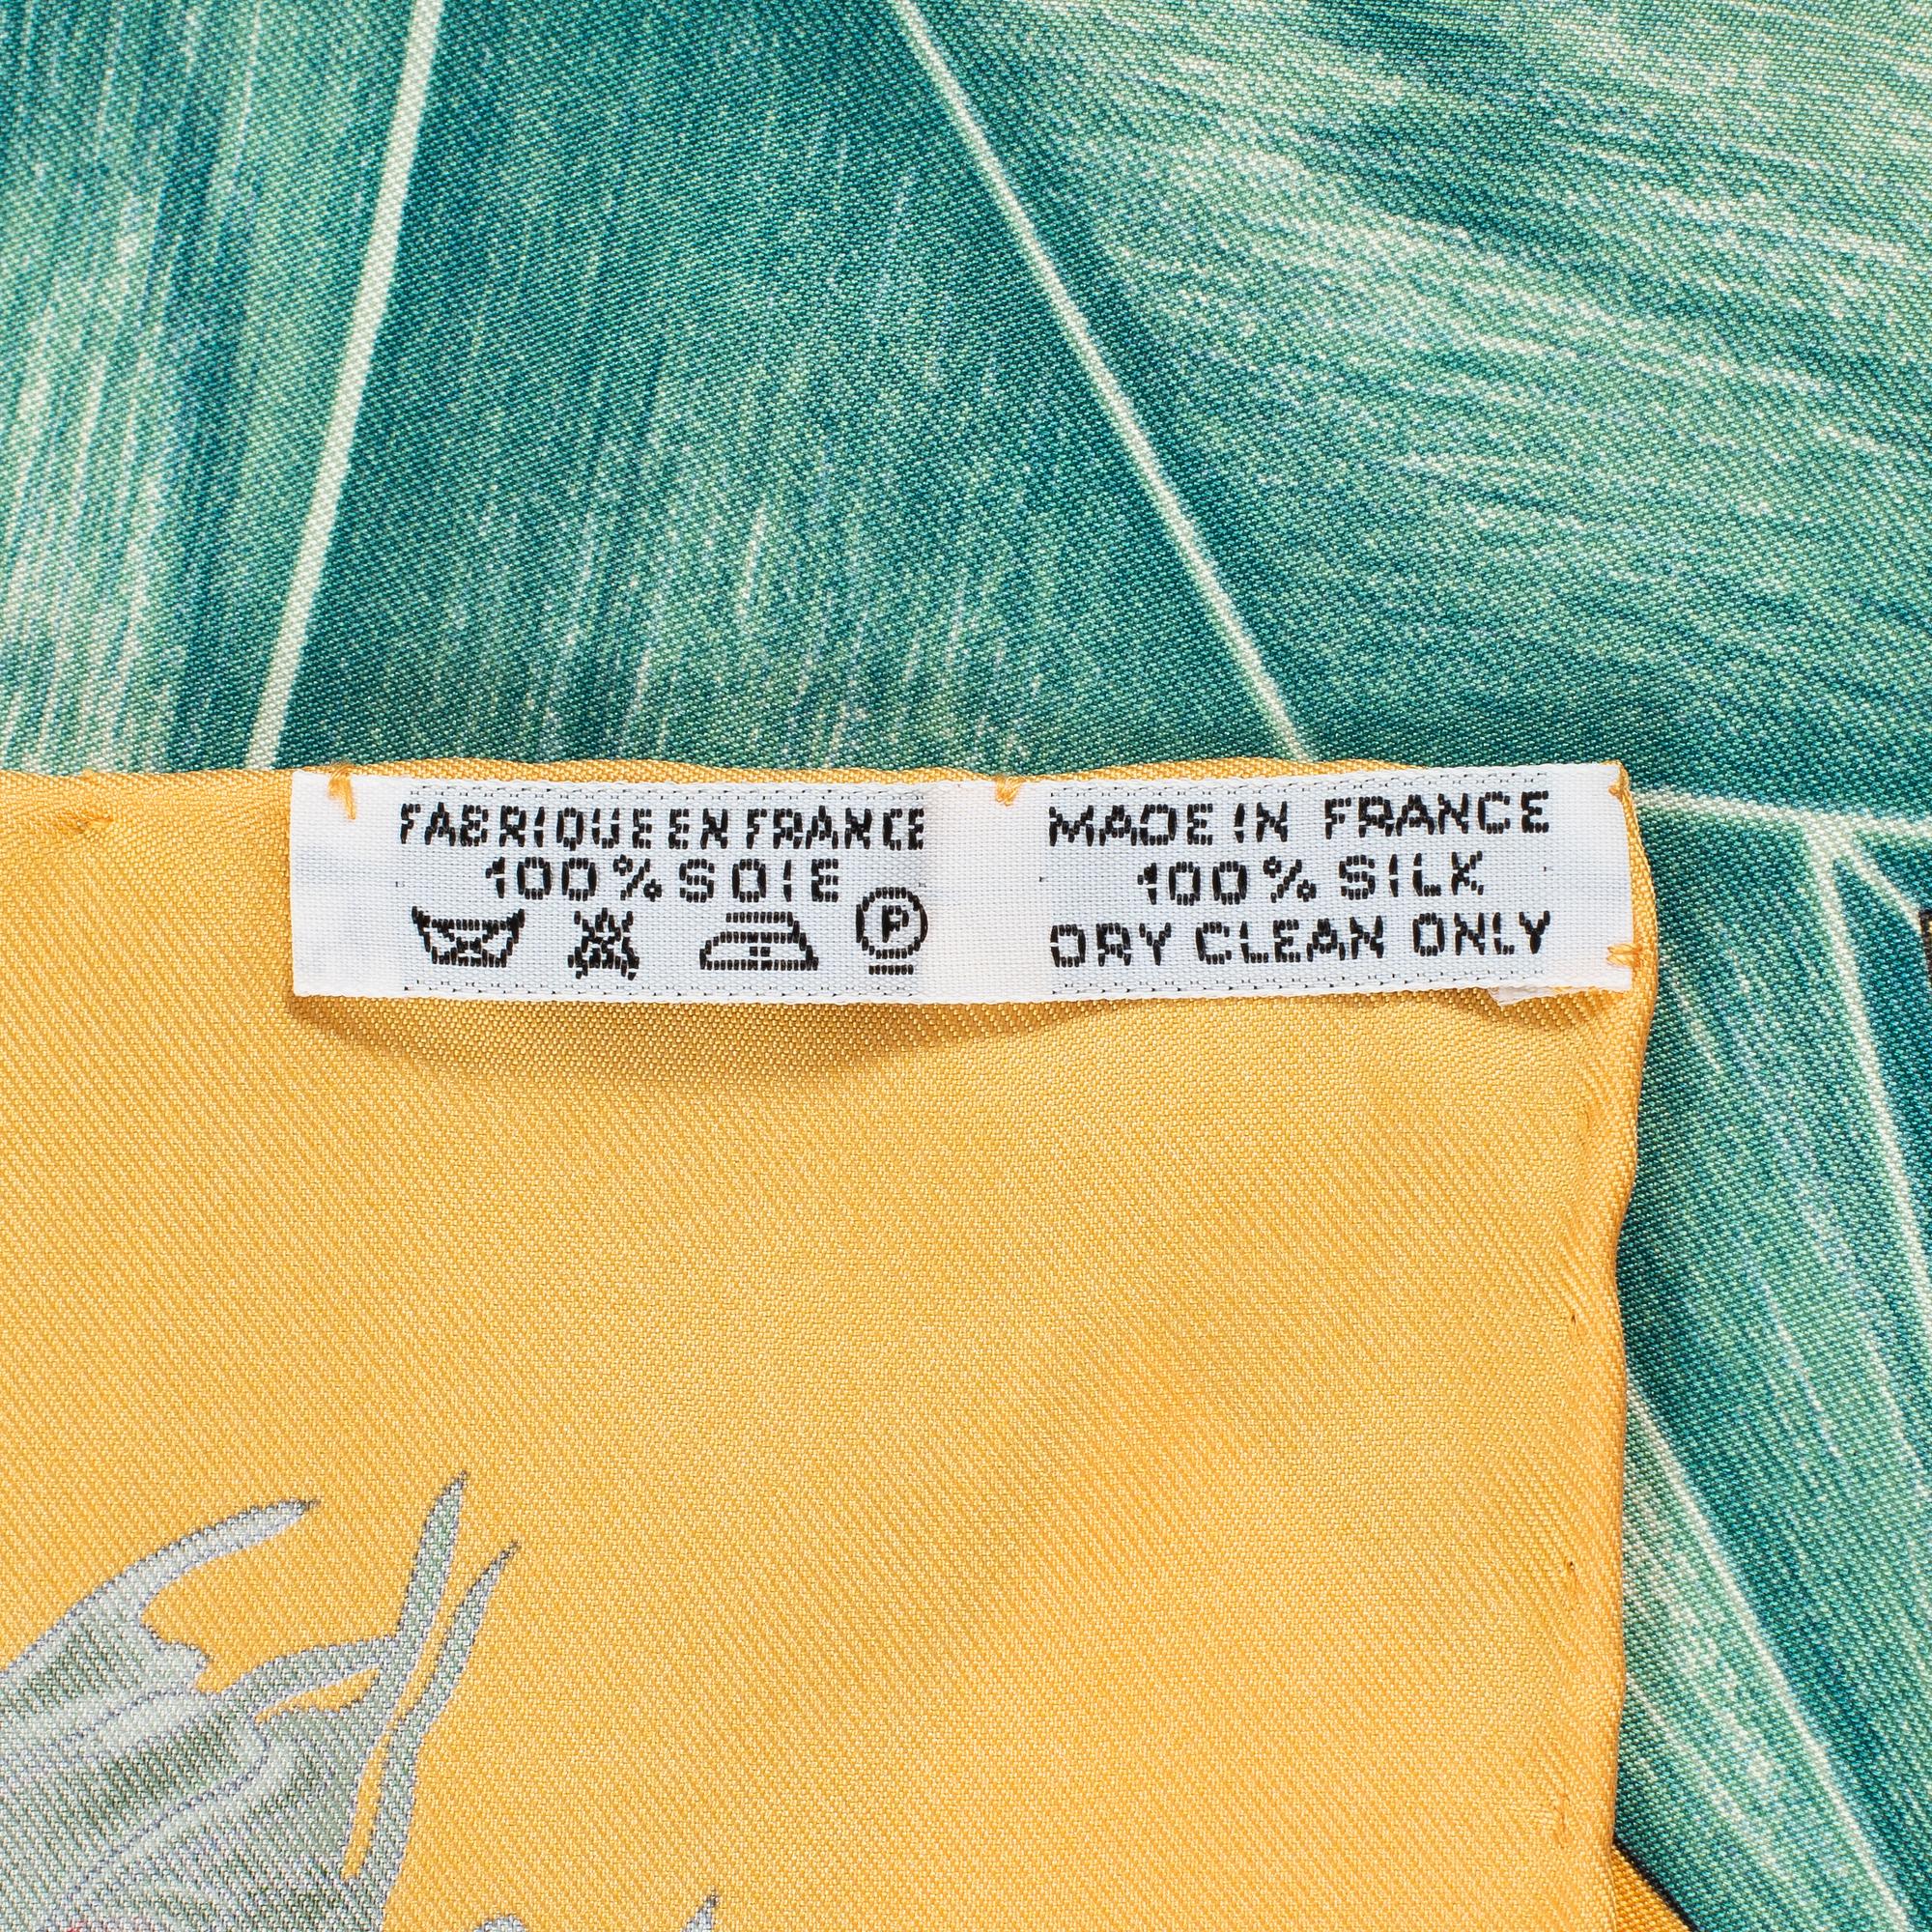 FABRIQUE EN FRANCE
100% SOIE
P
MADE IN FRANCE
100% SILK
DRY CLEAN ONLY